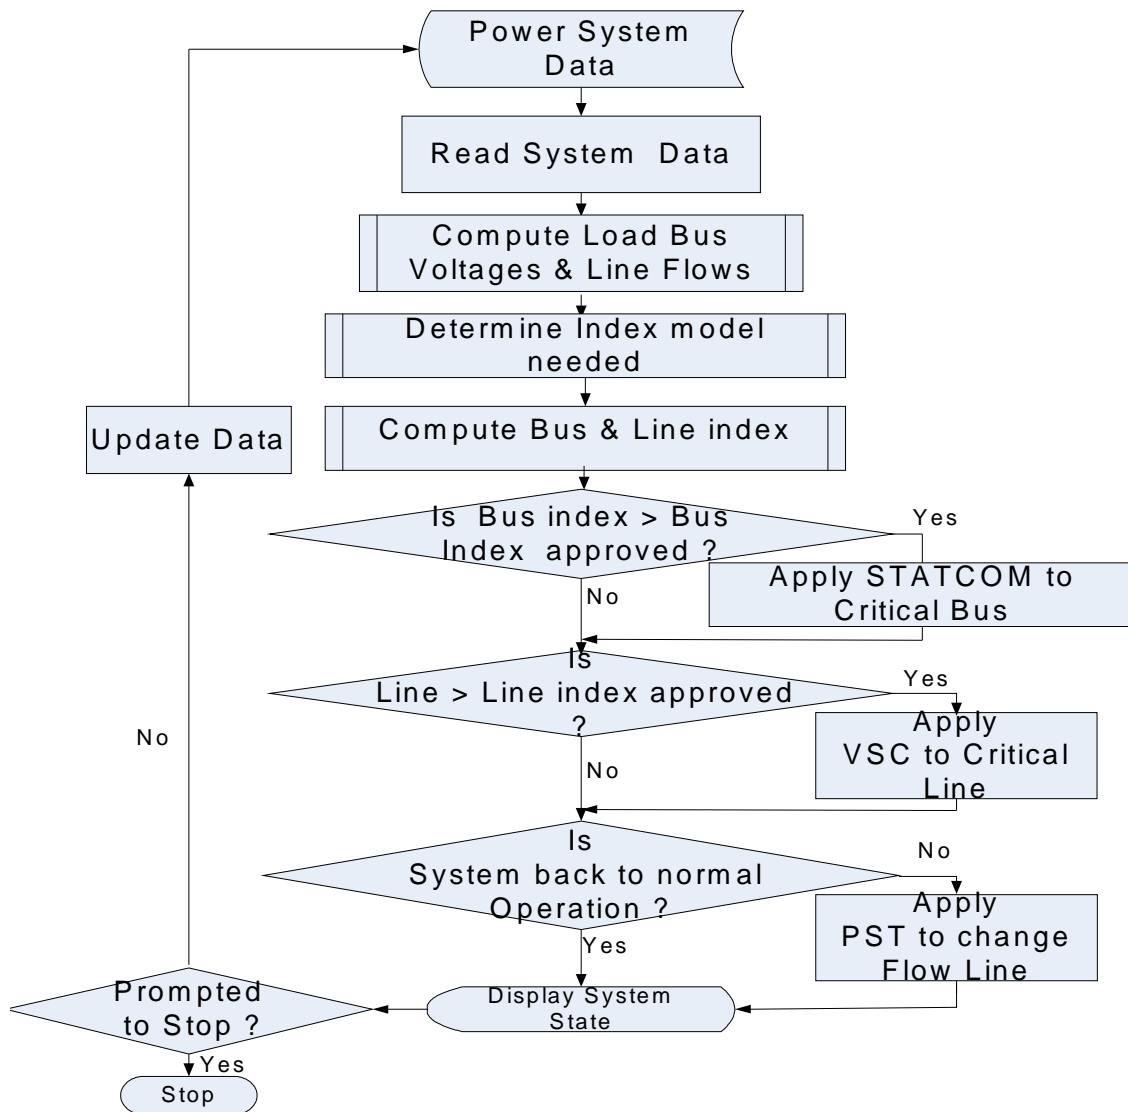 Power System
Data
Read System Data
Compute Load Bus
Voltages & Line Flows
Determine Index model
needed
Compute Bus & Line index
Update Data
Is Bus index > Bus
Index approved ?
Yes
Apply STATCOM to
Critical Bus
No
Is
Line > Line index approved
?
Yes
Apply
VSC to Critical
Line
No
No
Is
System back to normal
Operation ?
No
Apply
PST to change
Flow Line
Yes
Display System
State
Prompted
to Stop ?
Yes
Stop